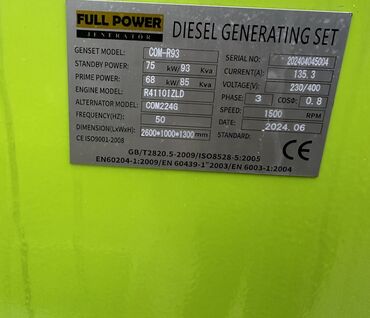 FULL POWER
JENERATOR
DIESEL GENERATING SET
GENSET MODEL: COM-R93
STANDBY POWER: 75 kW/ 93 Kva
PRIME POWER: 68 kW/ 85 Kva
ENGINE MODEL: R4110IZLD
ALTERNATOR MODEL: COM224G
FREQUENCY(HZ): 50
DIMENSION(LxWxH): 2600*1000*1300 mm
CE ISO9001-2008
SERIAL NO: 202404045004
CURRENT(A): 135.3
VOLTAGE(V): 230/400
PHASE: 3 COSΦ: 0.8
SPEED: 1500 RPM
DATE: 2024.06
STANDARD: CE
GB/T2820.5-2009/ISO8528-5:2005
EN60204-1:2009/EN 60439-1"2003/EN 6003-1:2004